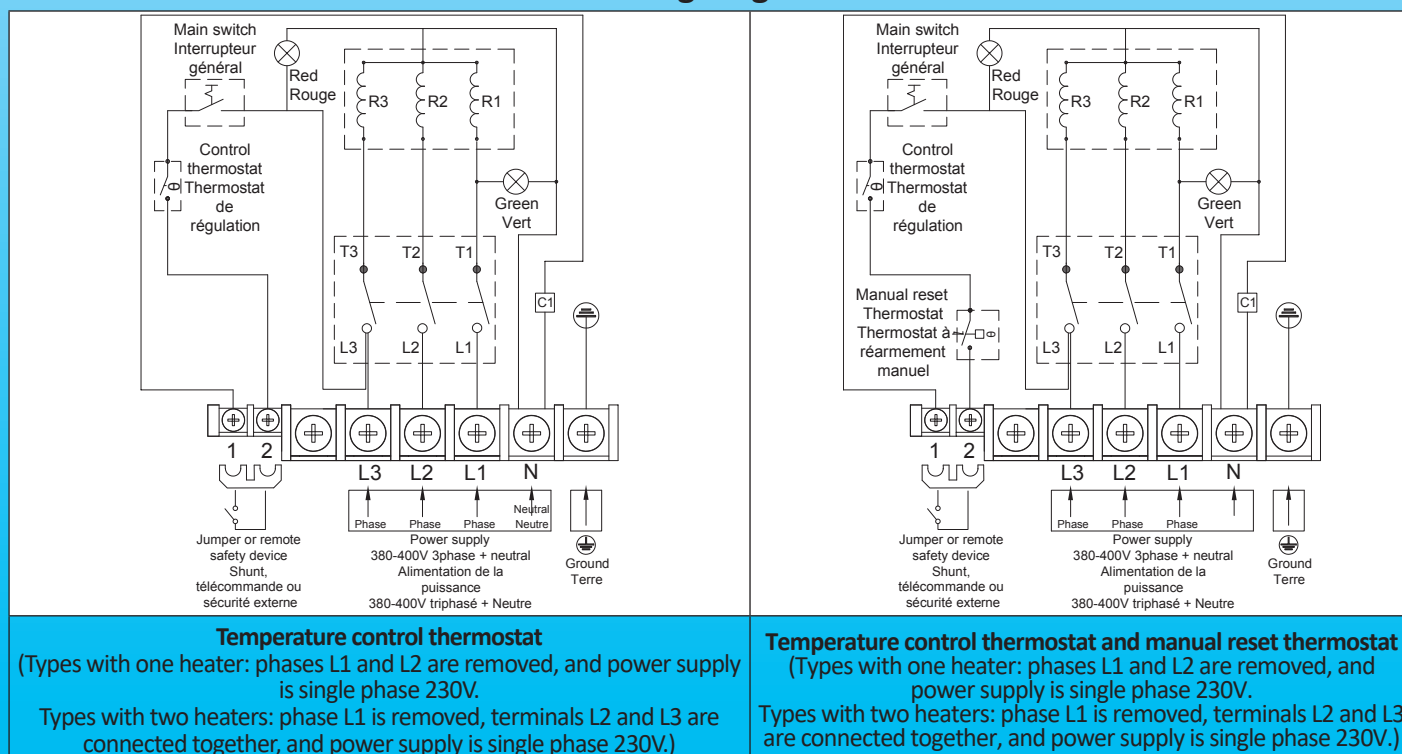 Main switch
Interrupteur
général
Red
Rouge
R3
R2
R1
Control
thermostat
Thermostat
de
régulation
θ
Green
Vert
T3
T2
T1
C1
L3
L2
L1
1
2
L3
L2
L1
N
Phase
Phase
Phase
Neutral
Neutre
Jumper or remote
safety device
Shunt,
télécommande ou
sécurité externe
Power supply
380-400V 3phase + neutral
Alimentation de la
puissance
380-400V triphasé + Neutre
Ground
Terre
Temperature control thermostat
(Types with one heater: phases L1 and L2 are removed, and power supply
is single phase 230V.
Types with two heaters: phase L1 is removed, terminals L2 and L3 are
connected together, and power supply is single phase 230V.)
Main switch
Interrupteur
général
Red
Rouge
R3
R2
R1
Control
thermostat
Thermostat
de
régulation
θ
Green
Vert
T3
T2
T1
Manual reset
Thermostat
Thermostat à
réarmement
manuel
θ
C1
L3
L2
L1
1
2
L3
L2
L1
N
Phase
Phase
Phase
Jumper or remote
safety device
Shunt,
télécommande ou
sécurité externe
Power supply
380-400V 3phase + neutral
Alimentation de la
puissance
380-400V triphasé + Neutre
Ground
Terre
Temperature control thermostat and manual reset thermostat
(Types with one heater: phases L1 and L2 are removed, and
power supply is single phase 230V.
Types with two heaters: phase L1 is removed, terminals L2 and L3
are connected together, and power supply is single phase 230V.)